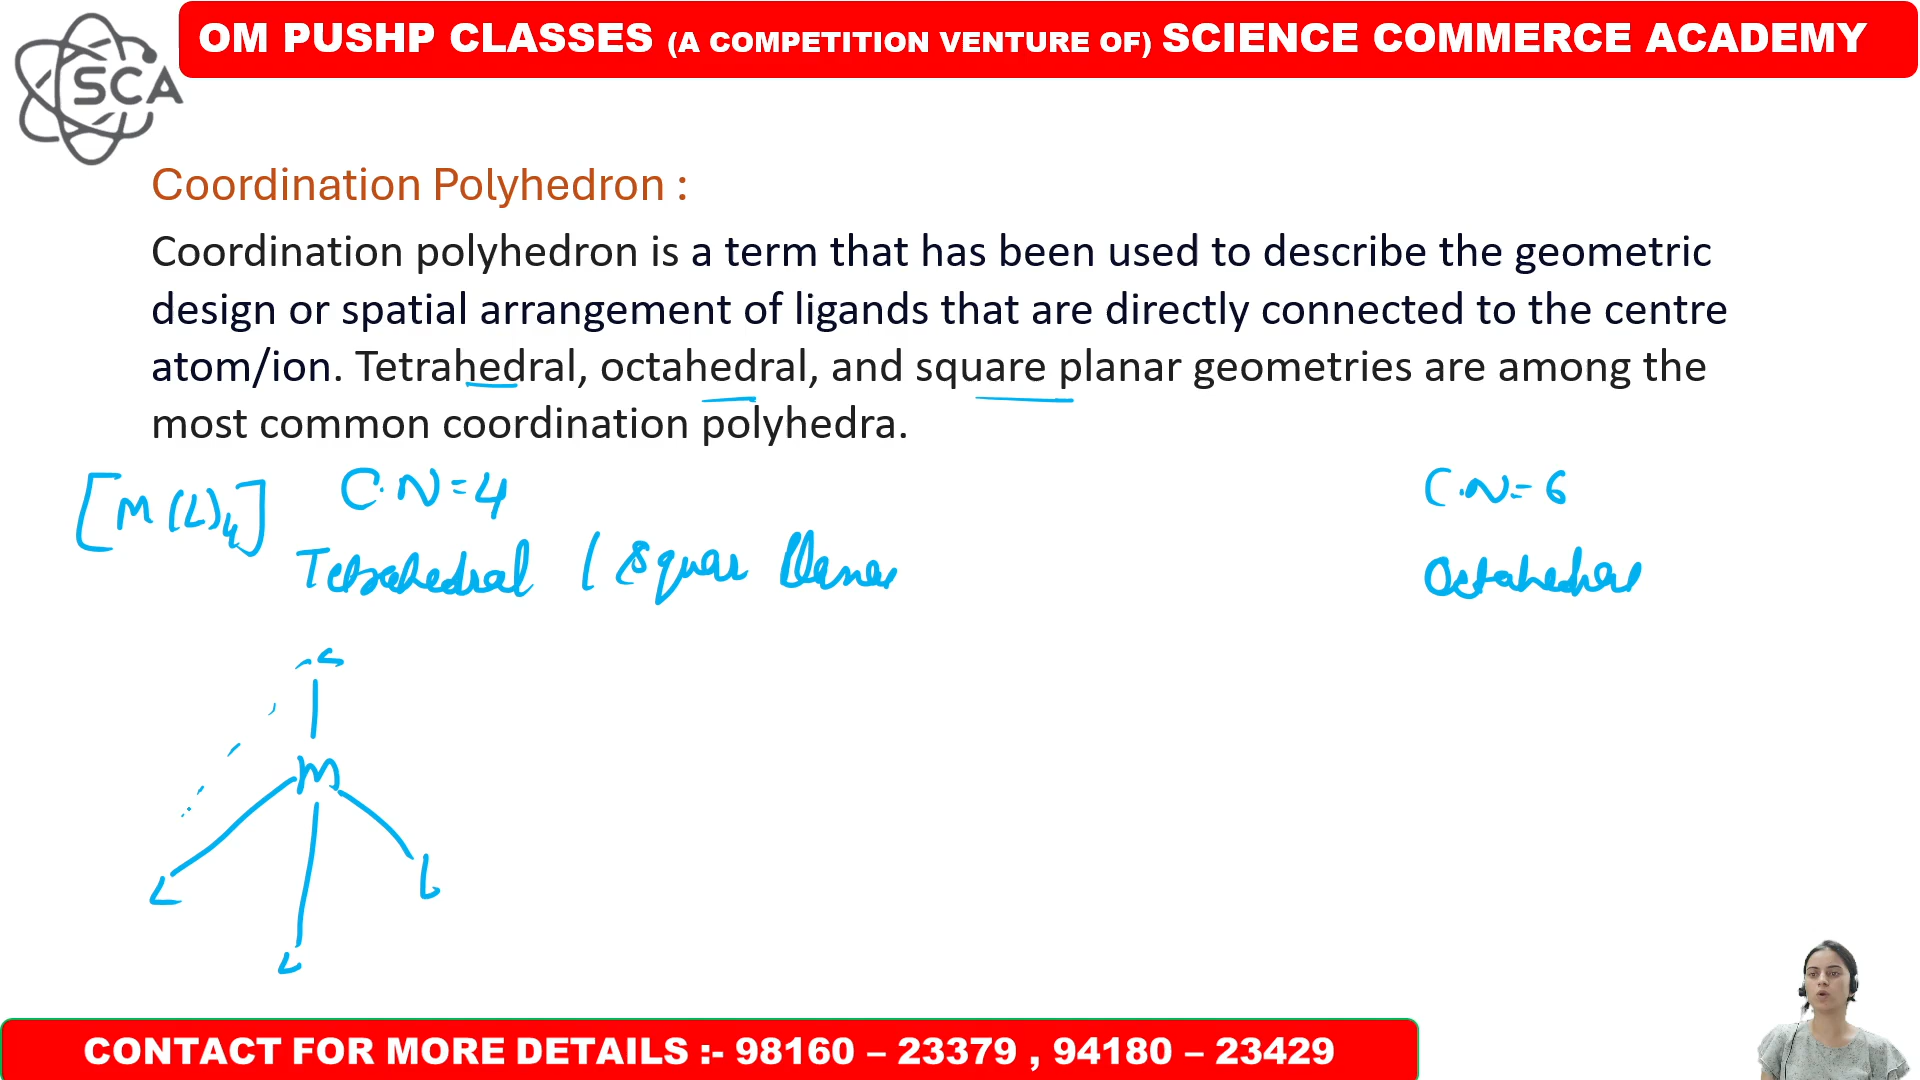 OM PUSHP CLASSES (A COMPETITION VENTURE OF) SCIENCE COMMERCE ACADEMY
SCA
Coordination Polyhedron :
Coordination polyhedron is a term that has been used to describe the geometric
design or spatial arrangement of ligands that are directly connected to the centre
atom/ion. Tetrahedral, octahedral, and square planar geometries are among the
most common coordination polyhedra.
[M(L)4] C.N=4 C.N=6
Tetrahedral / Squar Octahedral
L
M
L L
L
CONTACT FOR MORE DETAILS :- 98160 – 23379 , 94180 – 23429